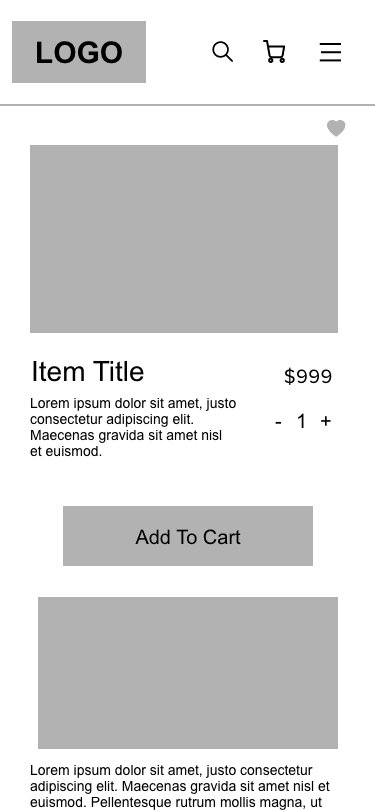 LOGO
Item Title
$999
Lorem ipsum dolor sit amet, justo
consectetur adipiscing elit.
Maecenas gravida sit amet nisl
et euismod.
- 1 +
Add To Cart
Lorem ipsum dolor sit amet, justo consectetur
adipiscing elit. Maecenas gravida sit amet nisl et
euismod. Pellentesque rutrum mollis magna, ut